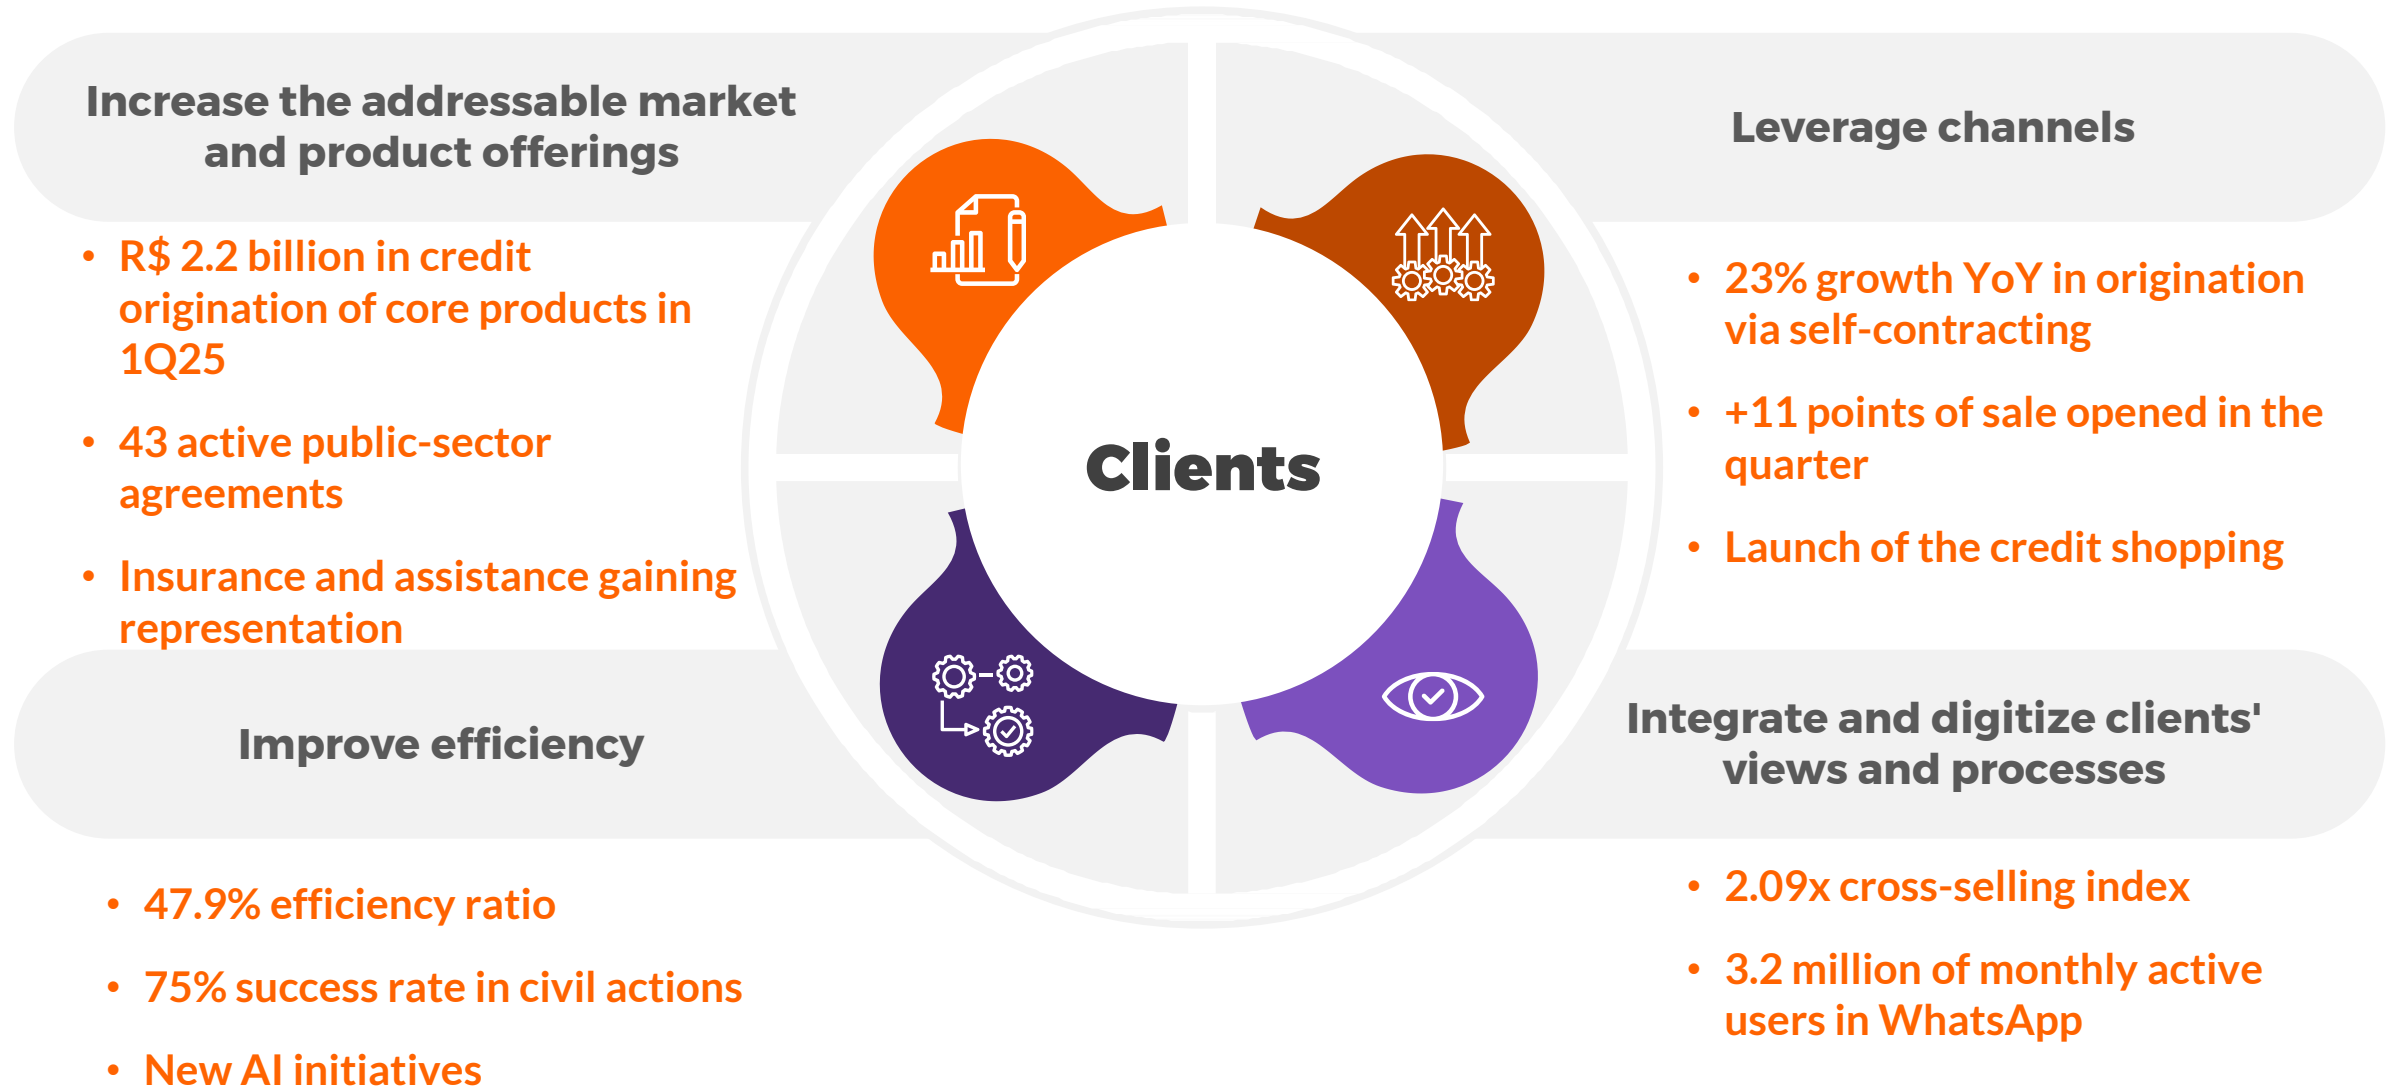 Increase the addressable market
and product offerings
• R$ 2.2 billion in credit
origination of core products in
1Q25
• 43 active public-sector
agreements
• Insurance and assistance gaining
representation
Leverage channels
• 23% growth YoY in origination
via self-contracting
• +11 points of sale opened in the
quarter
• Launch of the credit shopping
Clients
Improve efficiency
• 47.9% efficiency ratio
• 75% success rate in civil actions
• New AI initiatives
Integrate and digitize clients'
views and processes
• 2.09x cross-selling index
• 3.2 million of monthly active
users in WhatsApp